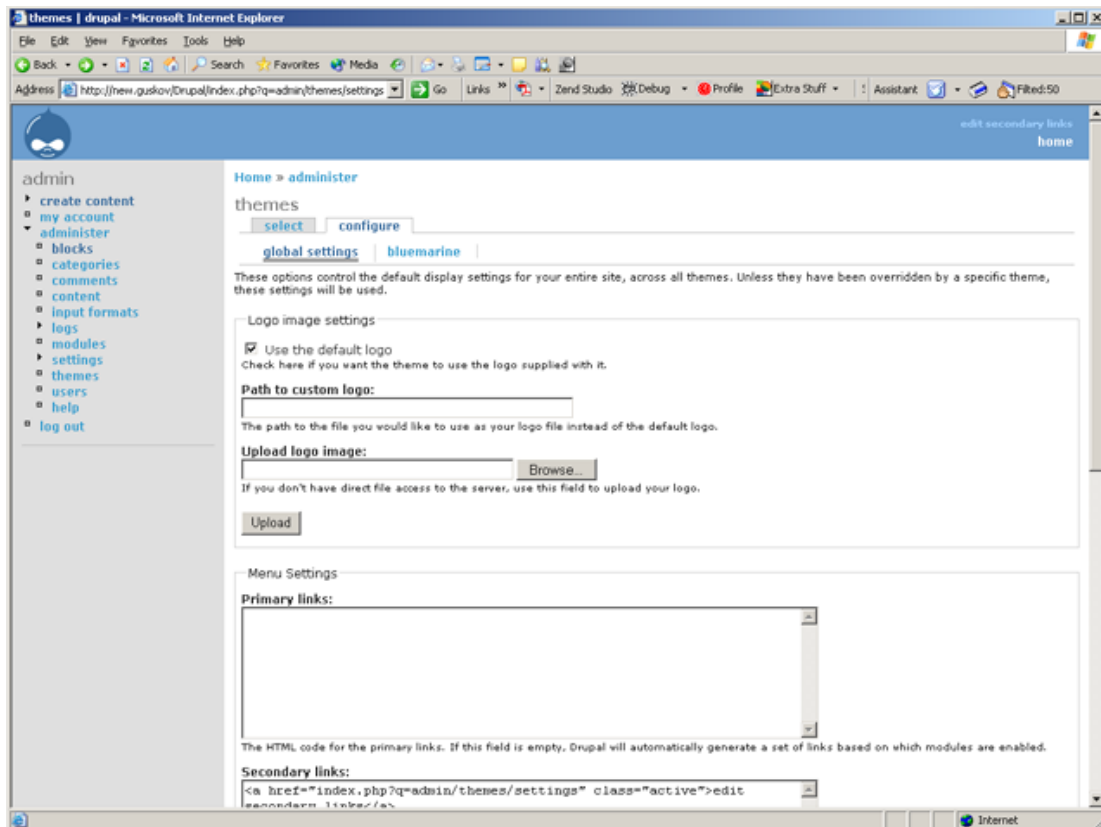 themes | drupal - Microsoft Internet Explorer
File Edit View Favorites Tools Help
Back Search Favorites Media
Address http://new.guskov/Drupal/index.php?q=admin/themes/settings Go Links » Zend Studio Debug Profile Extra Stuff Assistant Filted:50
edit secondary links
home
admin
create content
my account
administer
blocks
categories
comments
content
input formats
logs
modules
settings
themes
users
help
log out
Home » administer
themes
select configure
global settings bluemarine
These options control the default display settings for your entire site, across all themes. Unless they have been overridden by a specific theme,
these settings will be used.
Logo image settings
Use the default logo
Check here if you want the theme to use the logo supplied with it.
Path to custom logo:
The path to the file you would like to use as your logo file instead of the default logo.
Upload logo image:
Browse...
If you don't have direct file access to the server, use this field to upload your logo.
Upload
Menu Settings
Primary links:
The HTML code for the primary links. If this field is empty, Drupal will automatically generate a set of links based on which modules are enabled.
Secondary links:
<a href="index.php?q=admin/themes/settings" class="active">edit
secondary links</a>
Internet